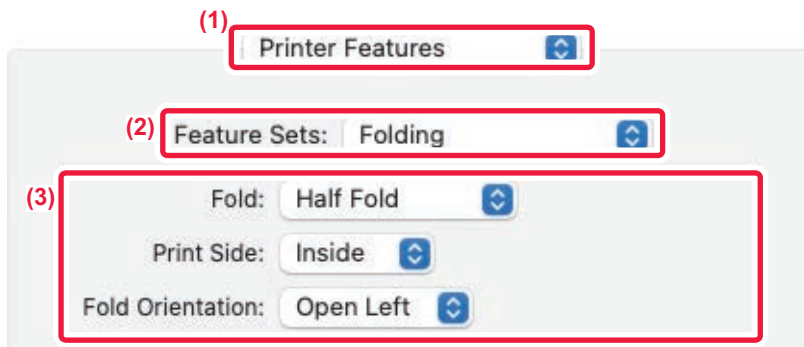 (1)
Printer Features
(2) Feature Sets: Folding
(3) Fold: Half Fold
Print Side: Inside
Fold Orientation: Open Left